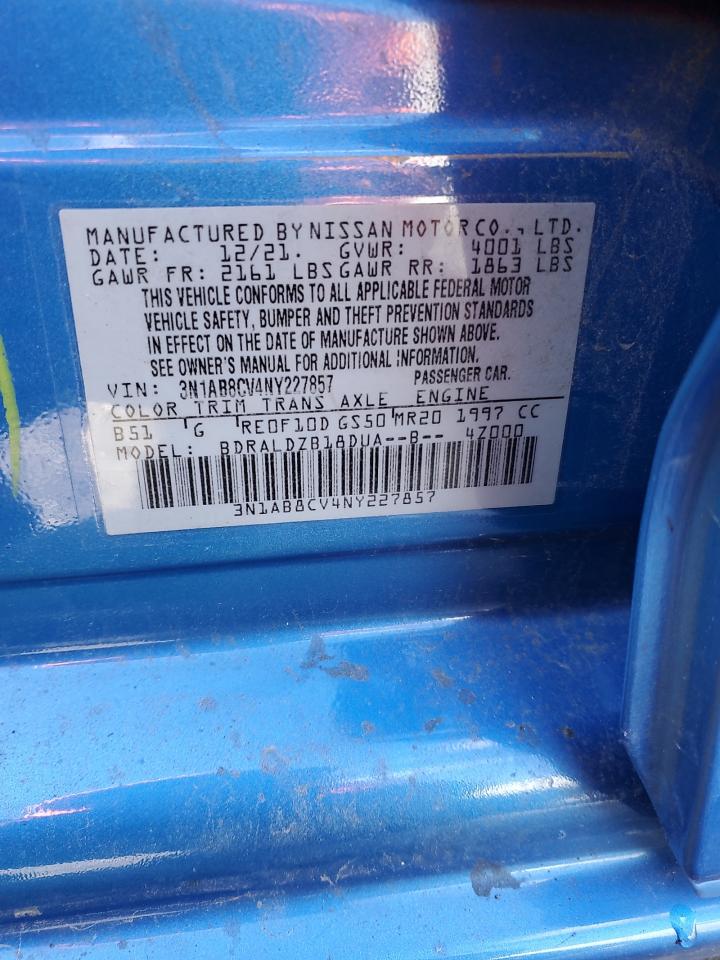 MANUFACTURED BY NISSAN MOTOR CO., LTD.
DATE: 12/21. GVWR: 4001 LBS
GAWR FR: 2161 LBS GAWR RR: 1863 LBS
THIS VEHICLE CONFORMS TO ALL APPLICABLE FEDERAL MOTOR
VEHICLE SAFETY, BUMPER AND THEFT PREVENTION STANDARDS
IN EFFECT ON THE DATE OF MANUFACTURE SHOWN ABOVE.
SEE OWNER'S MANUAL FOR ADDITIONAL INFORMATION.
VIN: 3N1AB8CV4NY227857 PASSENGER CAR.
COLOR TRIM TRANS AXLE ENGINE
B51 G RE0F10D GS50 MR20 1997 CC
MODEL: BDRALDZB18DUA--B-- 4Z000
3N1AB8CV4NY227857